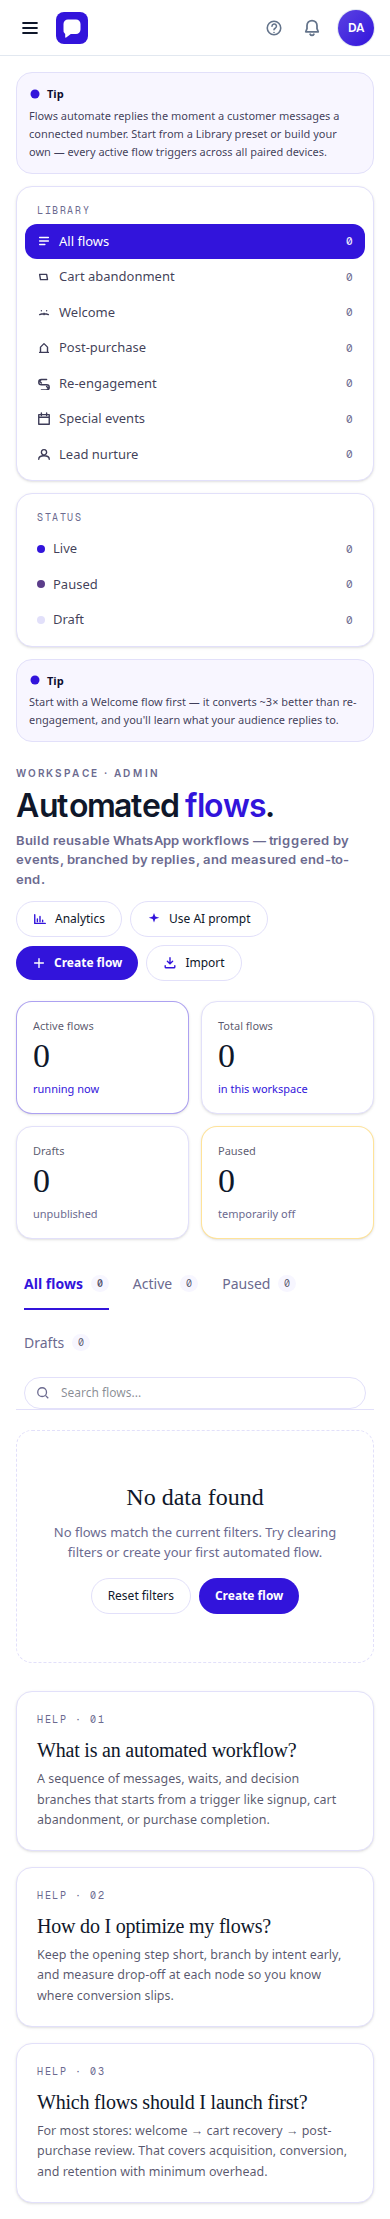 DA
Tip
Flows automate replies the moment a customer messages a
connected number. Start from a Library preset or build your
own — every active flow triggers across all paired devices.
LIBRARY
All flows 0
Cart abandonment 0
Welcome 0
Post-purchase 0
Re-engagement 0
Special events 0
Lead nurture 0
STATUS
Live 0
Paused 0
Draft 0
Tip
Start with a Welcome flow first — it converts ~3× better than re-
engagement, and you'll learn what your audience replies to.
WORKSPACE · ADMIN
Automated flows.
Build reusable WhatsApp workflows — triggered by
events, branched by replies, and measured end-to-
end.
Analytics Use AI prompt
Create flow Import
Active flows Total flows
0 0
running now in this workspace
Drafts Paused
0 0
unpublished temporarily off
All flows 0 Active 0 Paused 0
Drafts 0
Search flows...
No data found
No flows match the current filters. Try clearing
filters or create your first automated flow.
Reset filters Create flow
HELP · 01
What is an automated workflow?
A sequence of messages, waits, and decision
branches that starts from a trigger like signup, cart
abandonment, or purchase completion.
HELP · 02
How do I optimize my flows?
Keep the opening step short, branch by intent early,
and measure drop-off at each node so you know
where conversion slips.
HELP · 03
Which flows should I launch first?
For most stores: welcome → cart recovery → post-
purchase review. That covers acquisition, conversion,
and retention with minimum overhead.